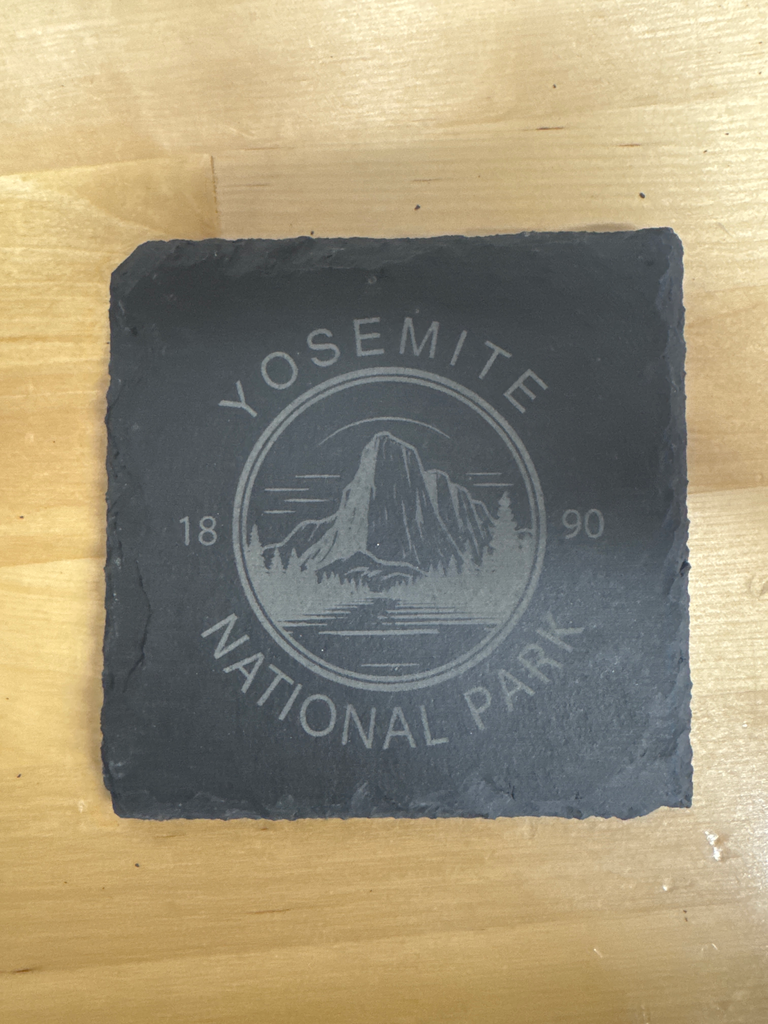 YOSEMITE
18 90
NATIONAL PARK